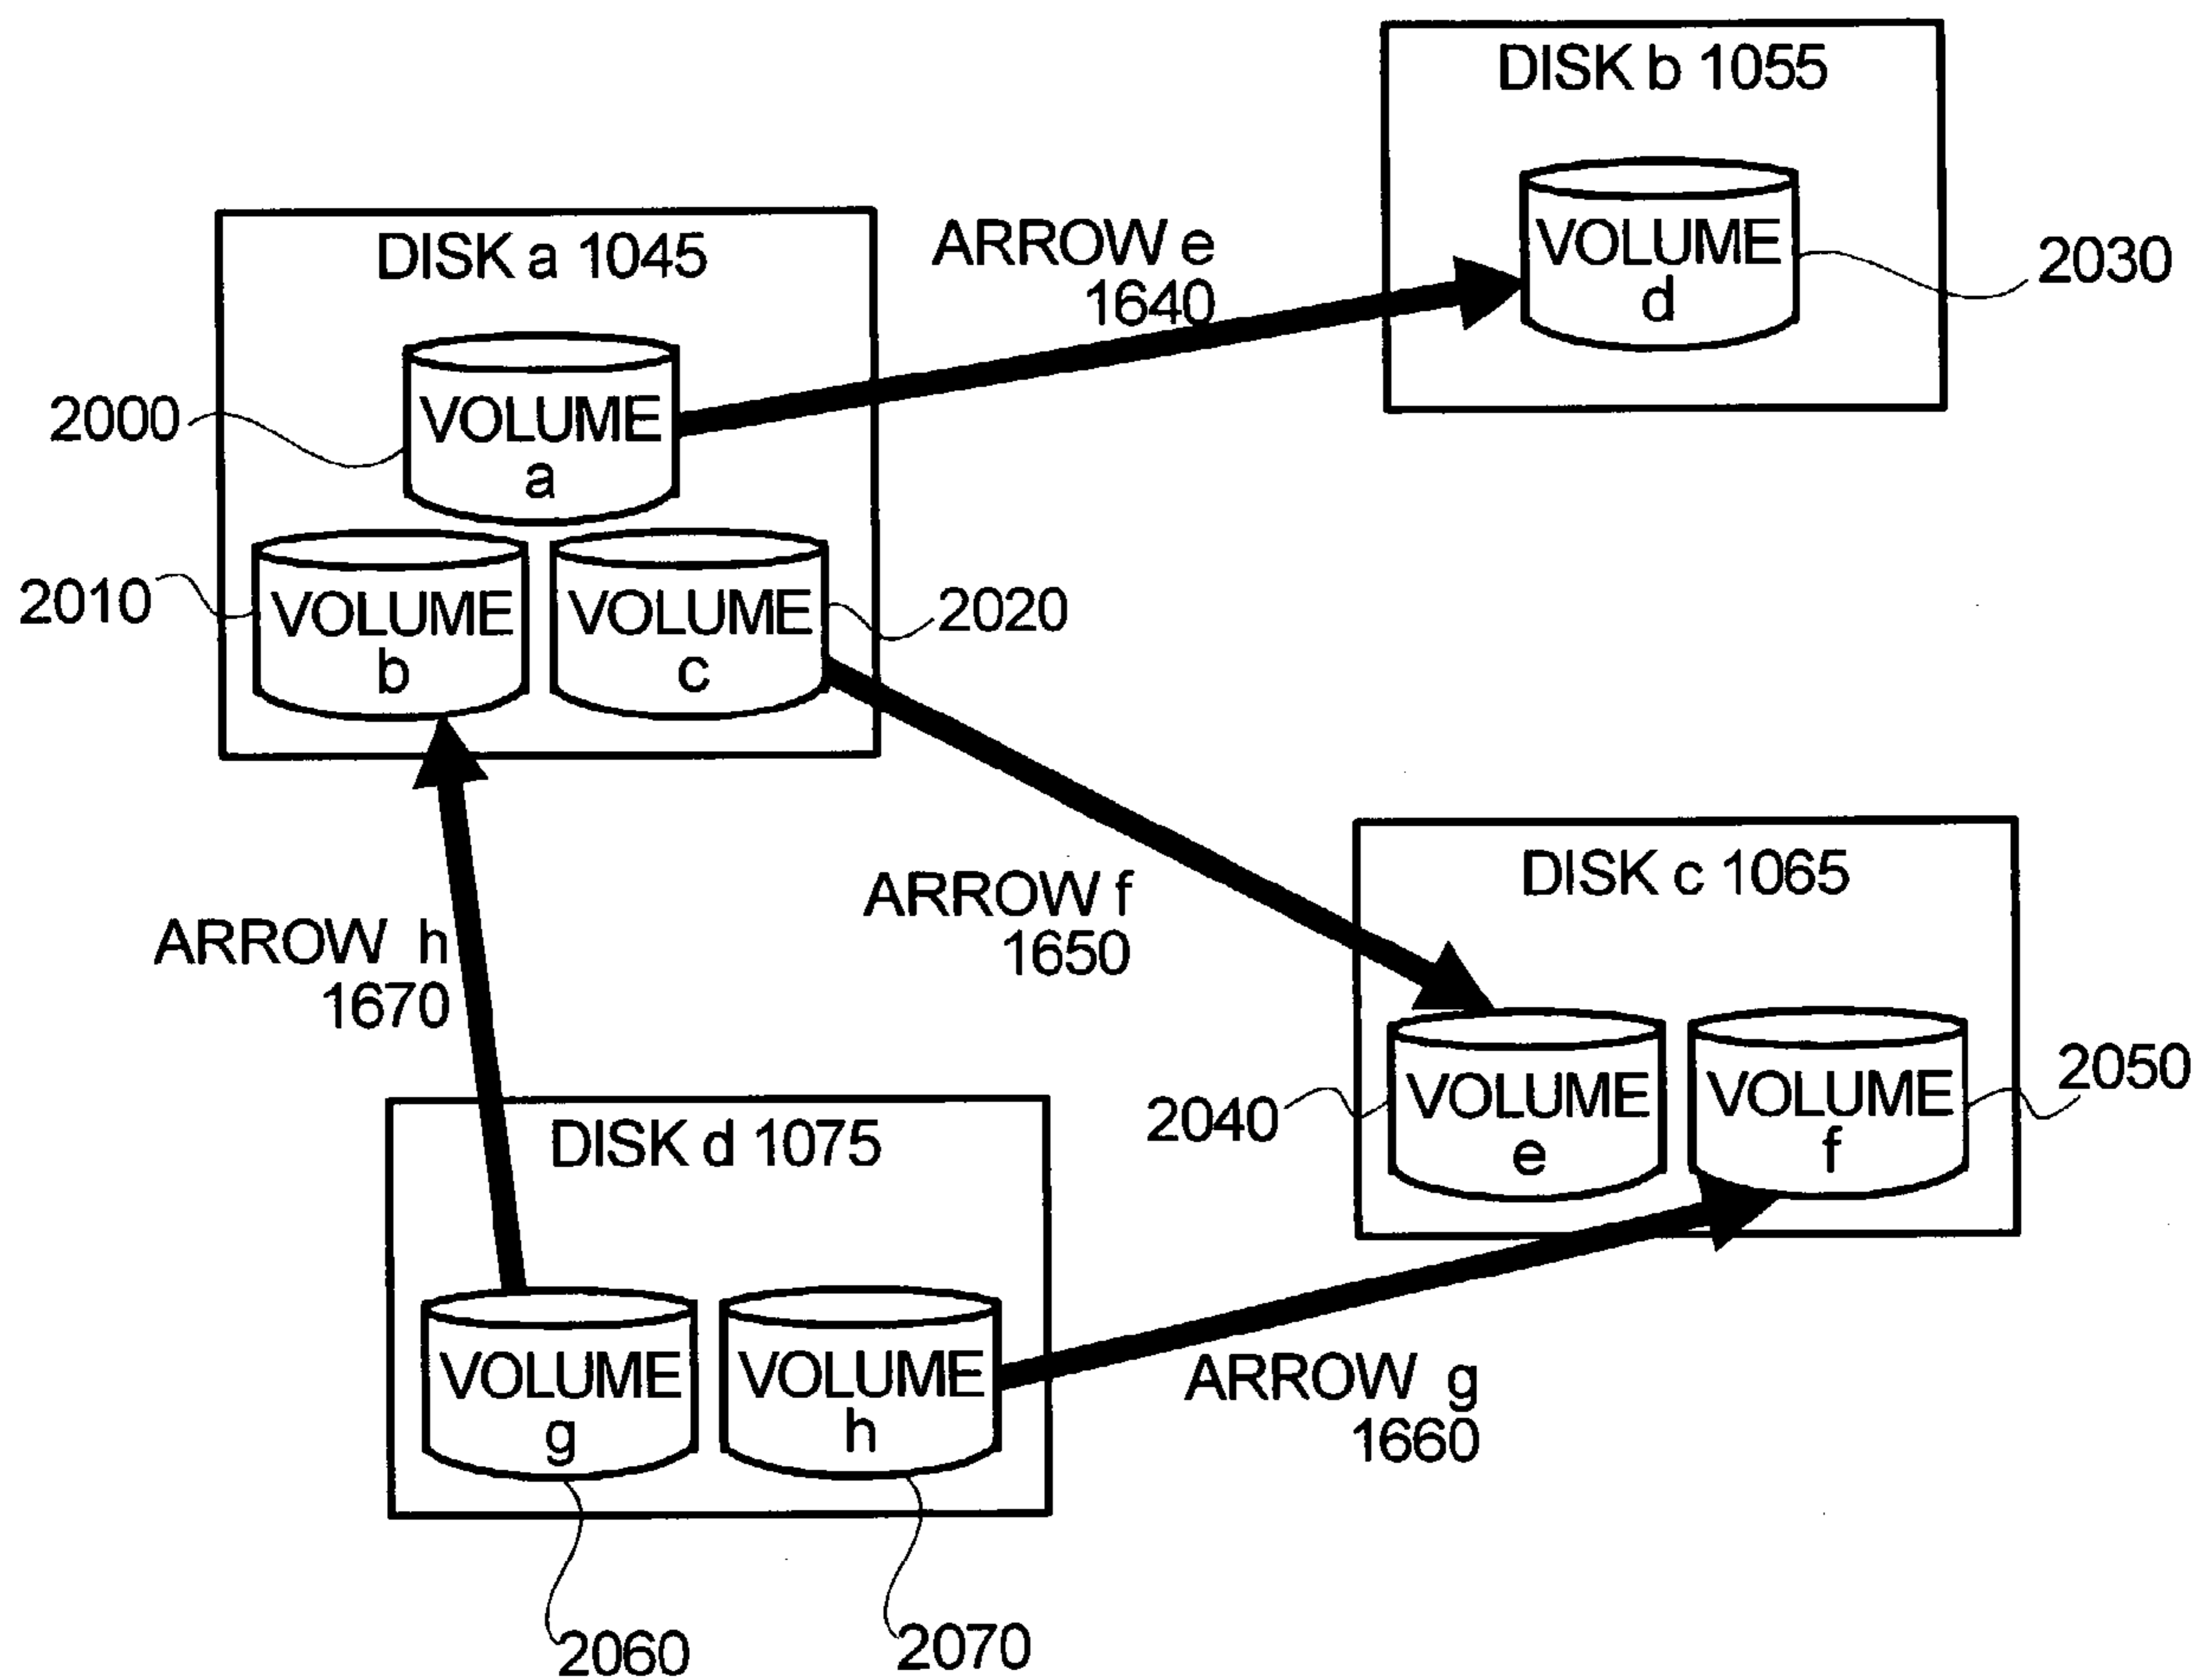 DISK b 1055
VOLUME
d
2030
DISK a 1045
ARROW e
1640
2000
VOLUME
a
2010
VOLUME
b
VOLUME
c
2020
ARROW f
1650
DISK c 1065
ARROW h
1670
2040
VOLUME
e
VOLUME
f
2050
DISK d 1075
VOLUME
g
VOLUME
h
ARROW g
1660
2060
2070